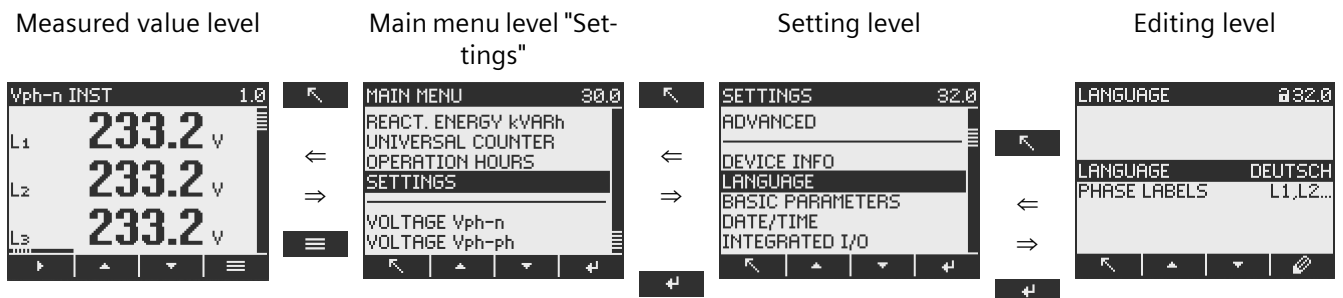 Measured value level
Main menu level "Set-
tings"
Setting level
Editing level
Vph-n INST 1.0
L1 233.2 V
L2 233.2 V
L3 233.2 V
MAIN MENU 30.0
REACT. ENERGY kVARh
UNIVERSAL COUNTER
OPERATION HOURS
SETTINGS
VOLTAGE Vph-n
VOLTAGE Vph-ph
SETTINGS 32.0
ADVANCED
DEVICE INFO
LANGUAGE
BASIC PARAMETERS
DATE/TIME
INTEGRATED I/O
LANGUAGE 32.0
LANGUAGE DEUTSCH
PHASE LABELS L1,L2...